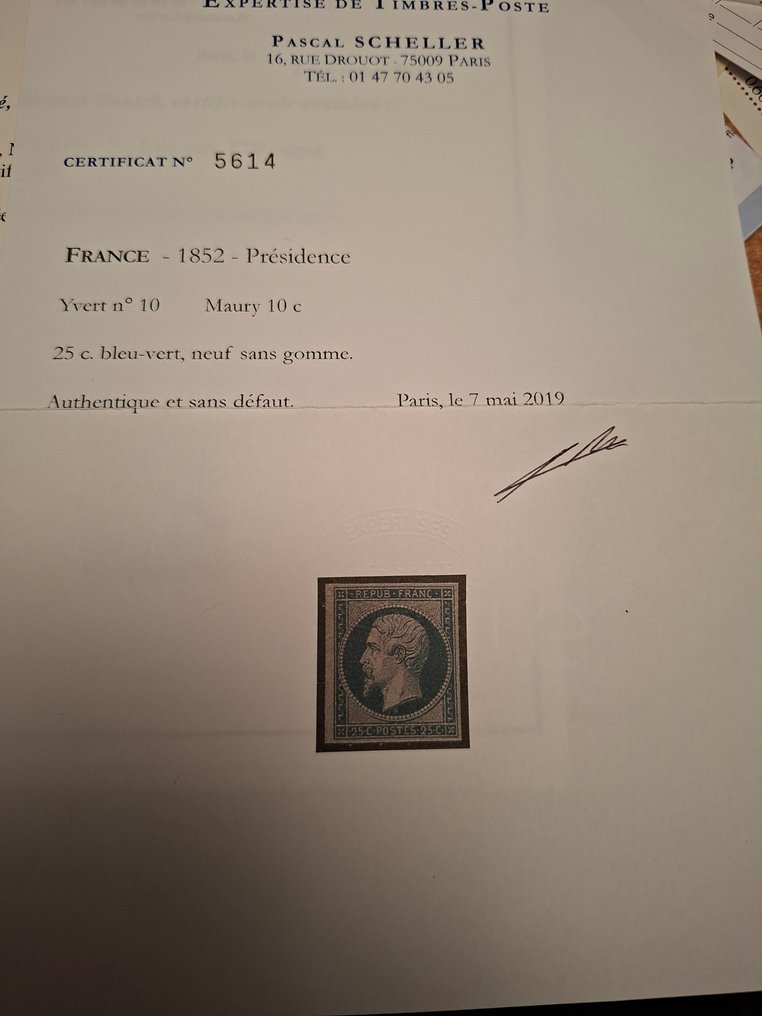 EXPERTISE DE TIMBRES-POSTE
PASCAL SCHELLER
16, RUE DROUOT - 75009 PARIS
TÉL. : 01 47 70 43 05
CERTIFICAT N° 5614
FRANCE - 1852 - Présidence
Yvert n° 10 Maury 10 c
25 c. bleu-vert, neuf sans gomme.
Authentique et sans défaut. Paris, le 7 mai 2019
EXPERTISES
REPUB·FRANC·
25·C·POSTES·25·C·